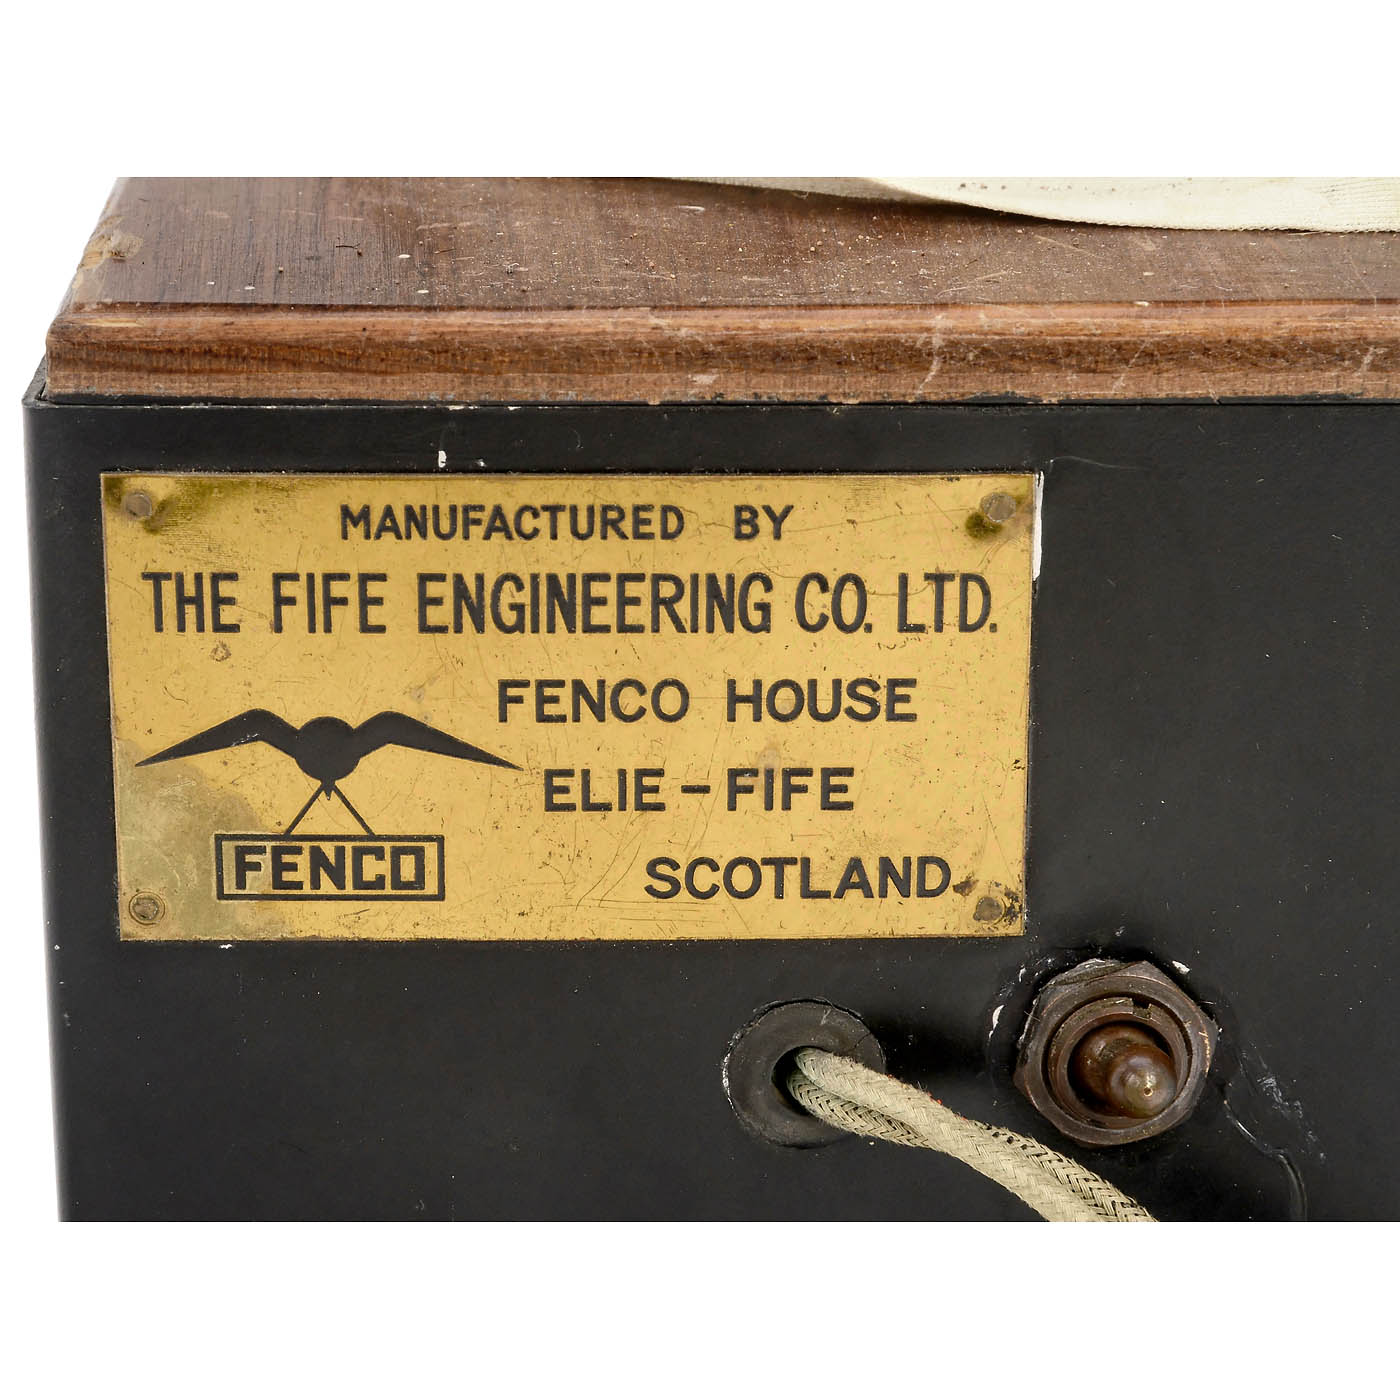 MANUFACTURED BY
THE FIFE ENGINEERING CO. LTD.
FENCO HOUSE
ELIE – FIFE
SCOTLAND
FENCO